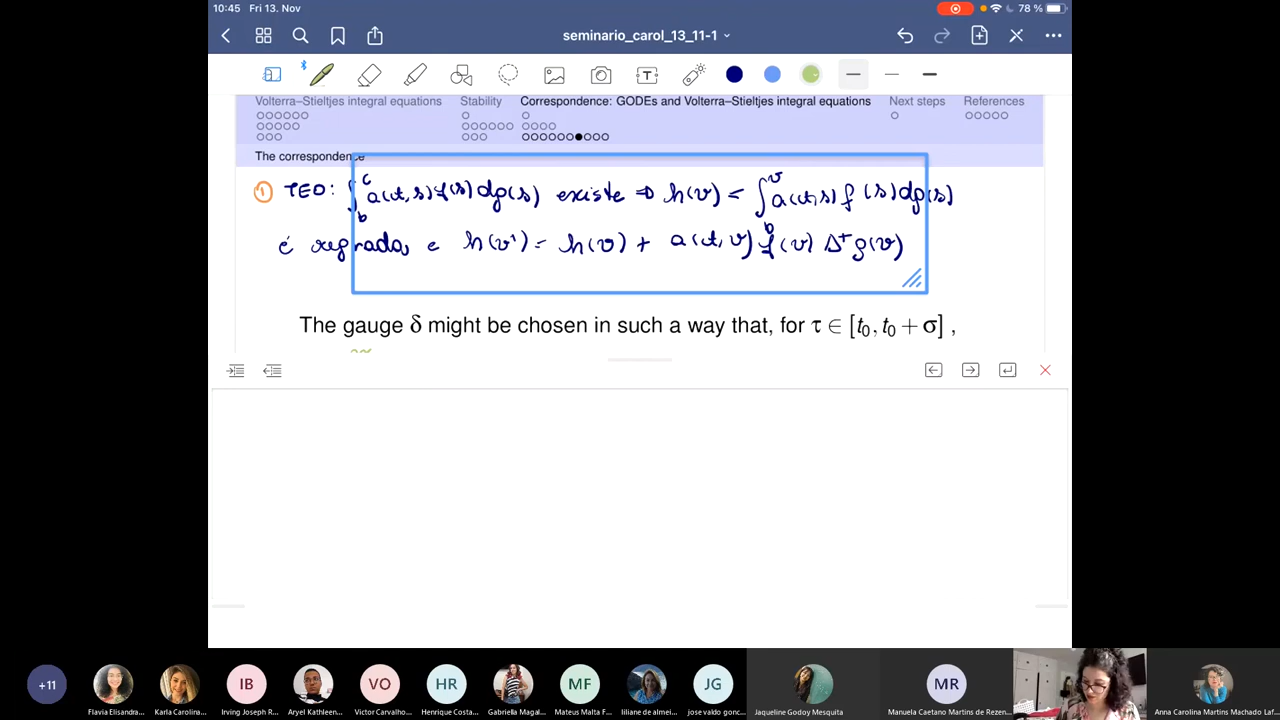 10:45 Fri 13. Nov
78 %
seminario_carol_13_11-1
Volterra–Stieltjes integral equations
Stability
Correspondence: GODEs and Volterra–Stieltjes integral equations
Next steps
References
The correspondence
1 TEO: ∫_b^c a(t,s) f(s) dg(s) existe ⇒ h(v) = ∫_b^v a(t,s) f(s) dg(s)
é regrada e h(v⁺) = h(v) + a(t,v) f(v) Δ⁺g(v)
The gauge δ might be chosen in such a way that, for τ ∈ [t₀, t₀ + σ] ,
+11
IB
VO
HR
MF
JG
MR
Flavia Elisandra...
Karla Carolina...
Irving Joseph R...
Aryel Kathleen...
Victor Carvalho...
Henrique Costa...
Gabriella Magal...
Mateus Malta F...
liliane de almei...
jose valdo gonc...
Jaqueline Godoy Mesquita
Manuela Caetano Martins de Rezen...
Anna Carolina Martins Machado Laf...